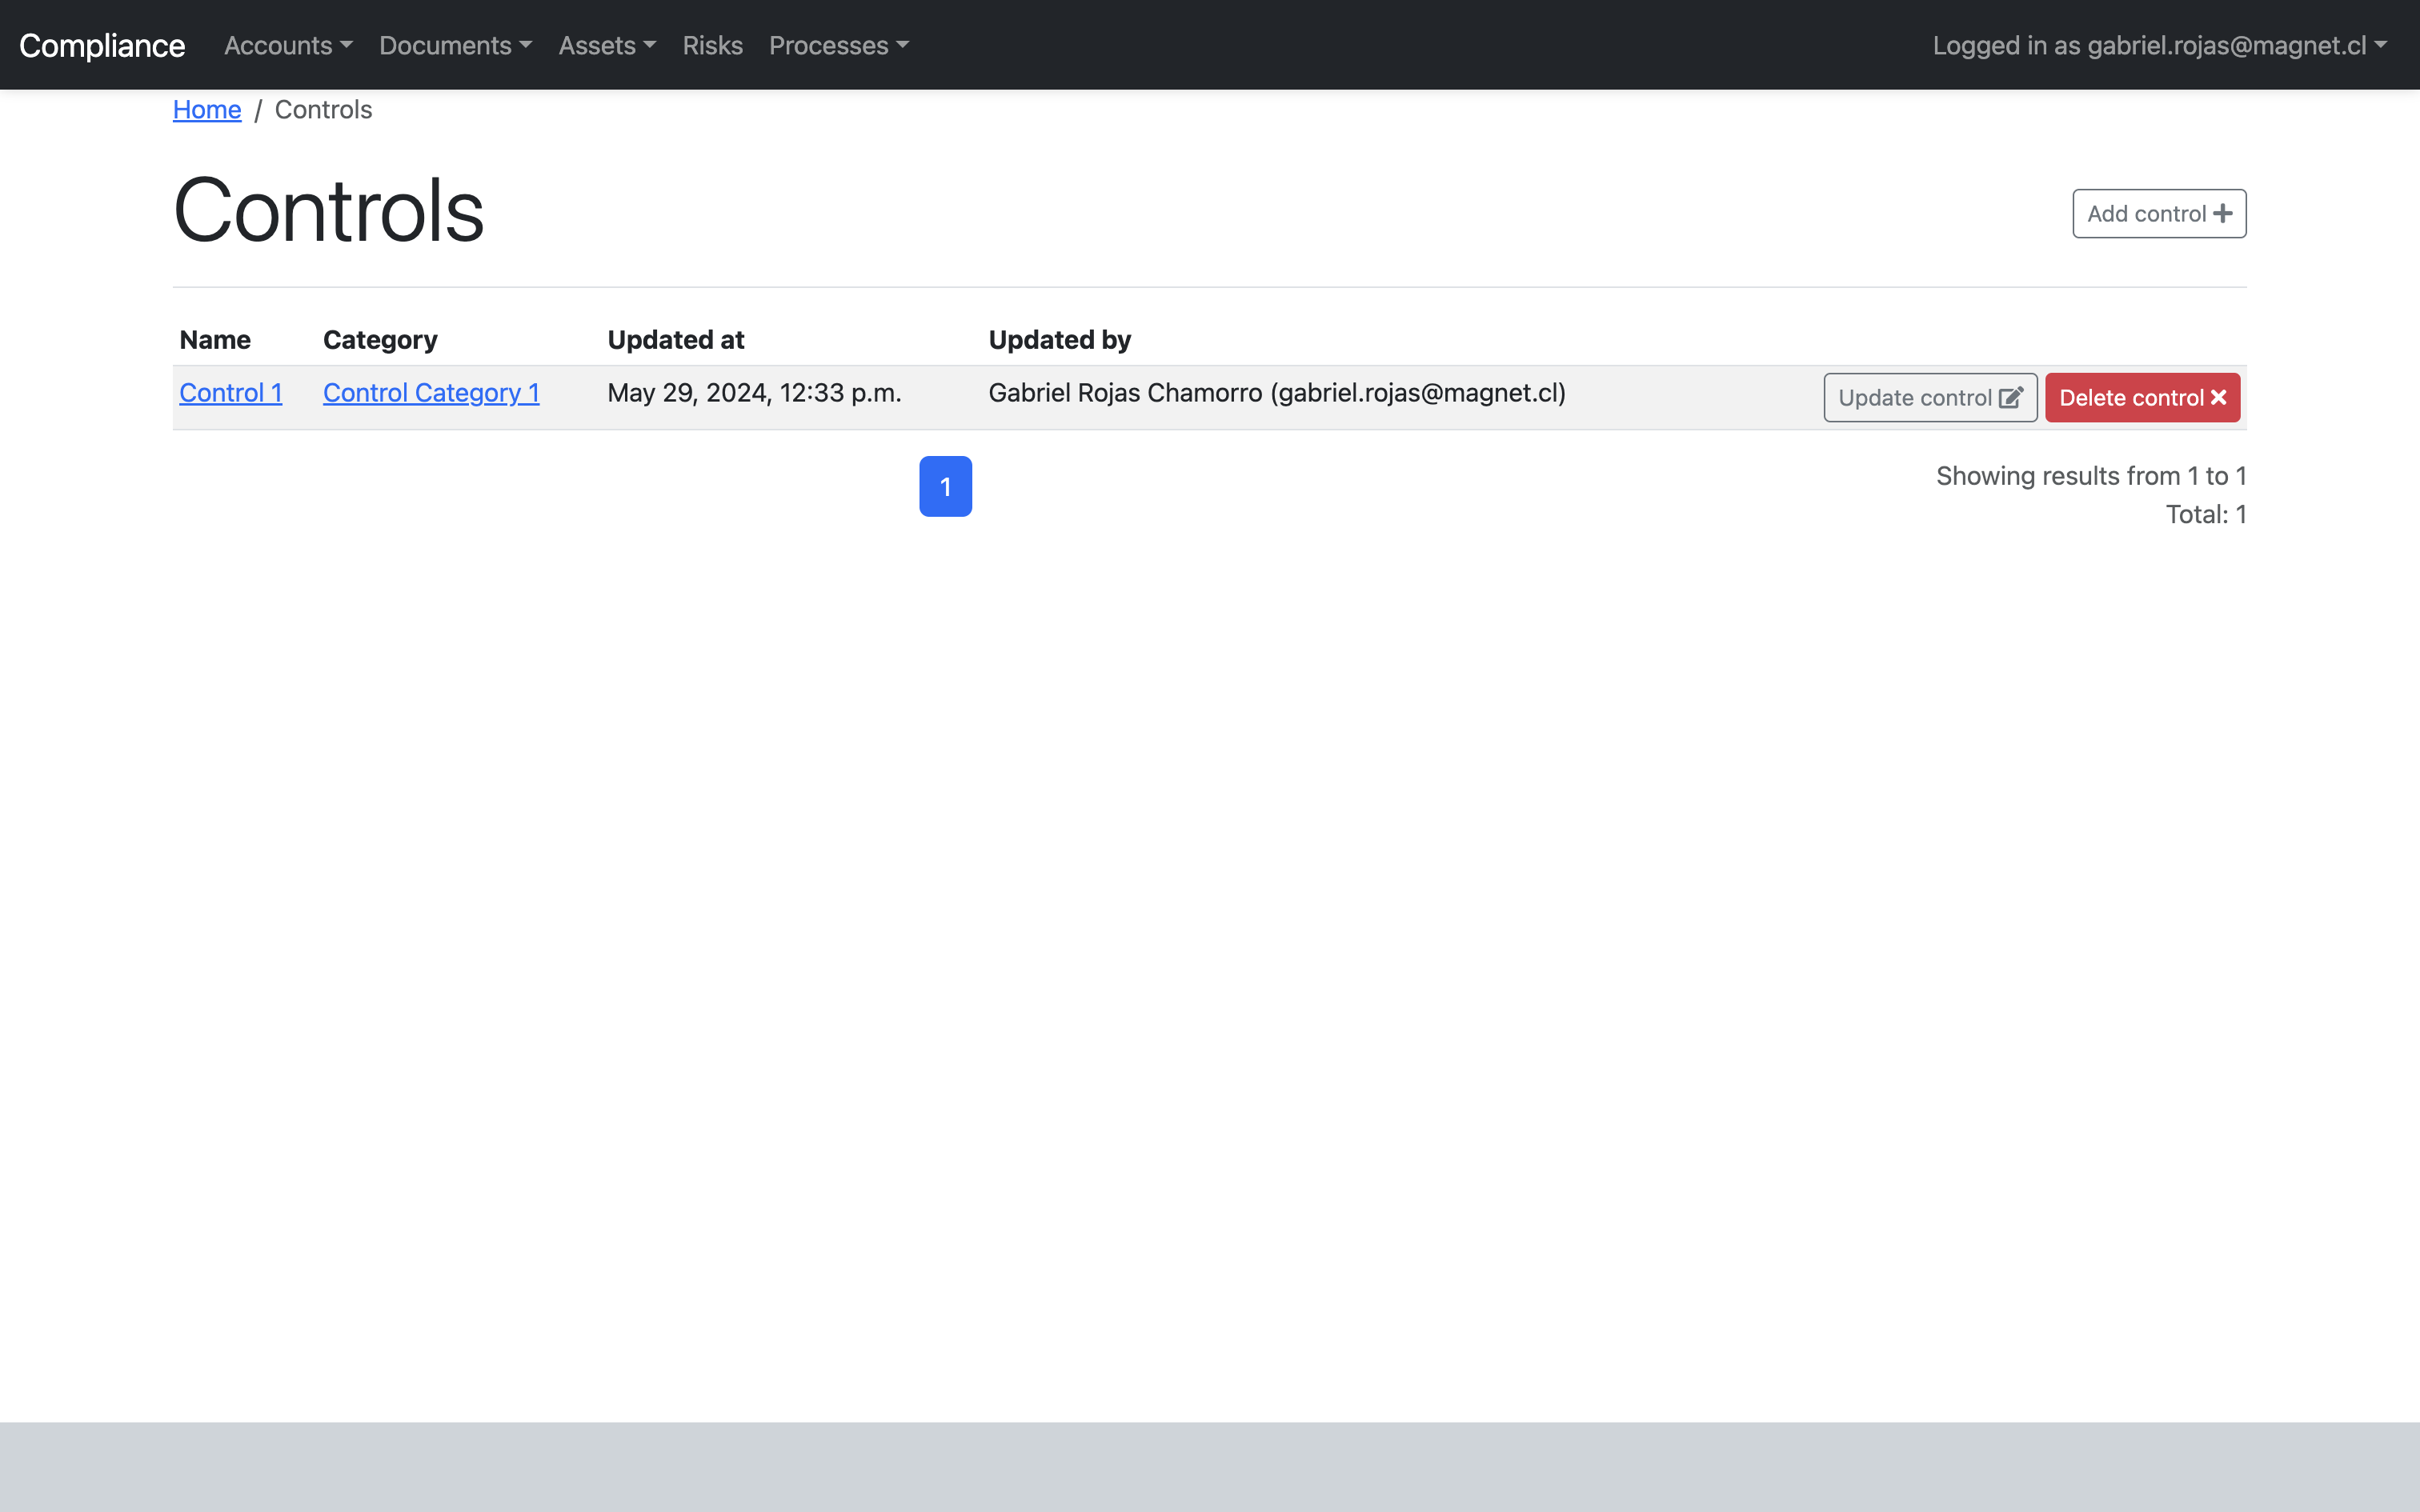 Compliance Accounts Documents Assets Risks Processes Logged in as gabriel.rojas@magnet.cl
Home / Controls
Controls
Add control
Name Category Updated at Updated by
Control 1 Control Category 1 May 29, 2024, 12:33 p.m. Gabriel Rojas Chamorro (gabriel.rojas@magnet.cl) Update control Delete control
1
Showing results from 1 to 1
Total: 1